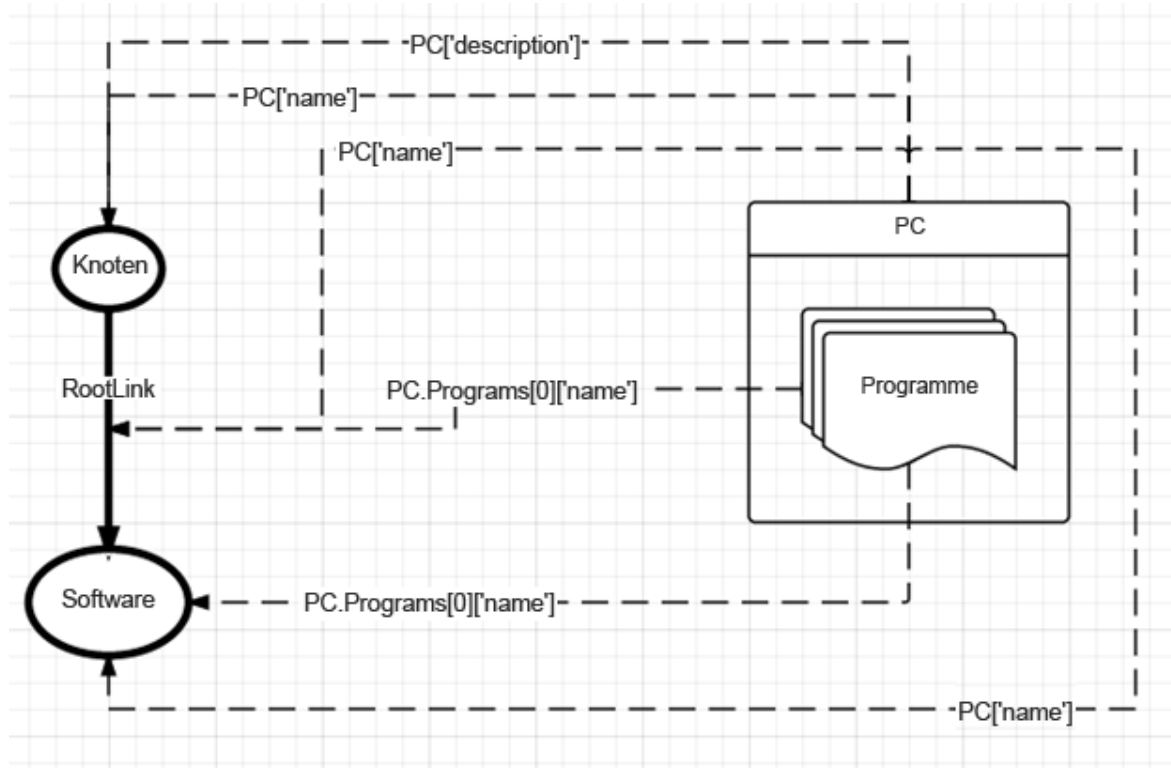 PC['description']
PC['name']
PC['name']
PC
Knoten
RootLink
PC.Programs[0]['name']
Programme
Software
PC.Programs[0]['name']
PC['name']